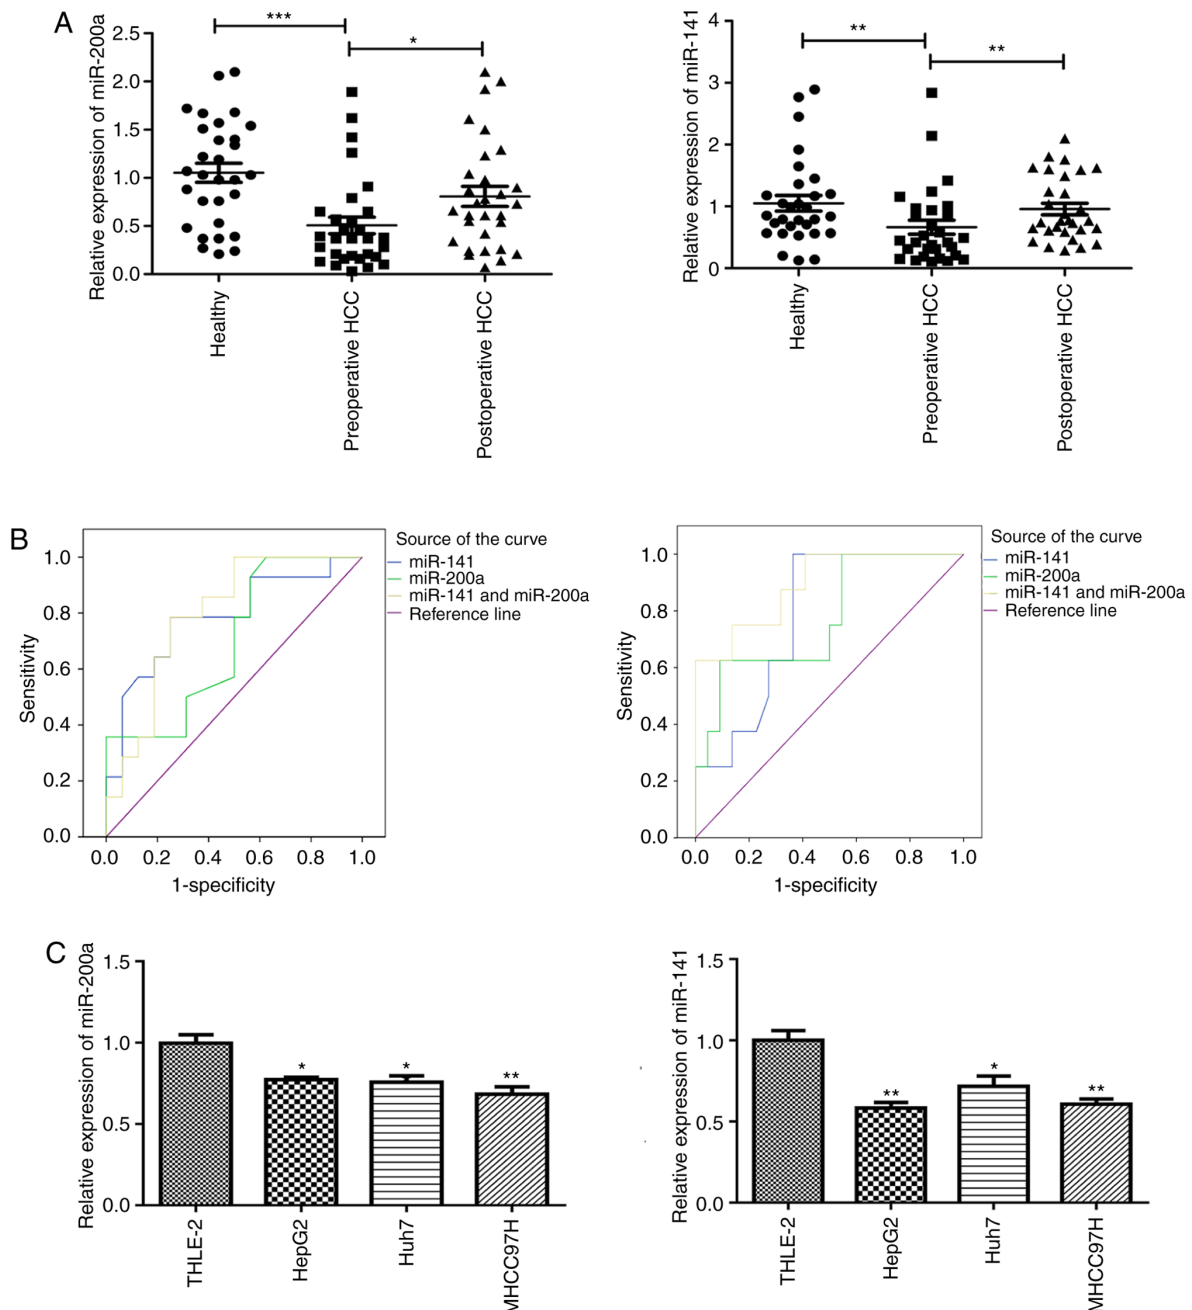 A
Relative expression of miR-200a
2.5
2.0
1.5
1.0
0.5
0.0
***
*
Healthy
Preoperative HCC
Postoperative HCC
Relative expression of miR-141
4
3
2
1
0
**
**
Healthy
Preoperative HCC
Postoperative HCC
B
Sensitivity
1.0
0.8
0.6
0.4
0.2
0.0
0.0 0.2 0.4 0.6 0.8 1.0
1-specificity
Source of the curve
miR-141
miR-200a
miR-141 and miR-200a
Reference line
Sensitivity
1.0
0.8
0.6
0.4
0.2
0.0
0.0 0.2 0.4 0.6 0.8 1.0
1-specificity
Source of the curve
miR-141
miR-200a
miR-141 and miR-200a
Reference line
C
Relative expression of miR-200a
1.5
1.0
0.5
0.0
*
*
**
THLE-2
HepG2
Huh7
MHCC97H
Relative expression of miR-141
1.5
1.0
0.5
0.0
**
*
**
THLE-2
HepG2
Huh7
MHCC97H